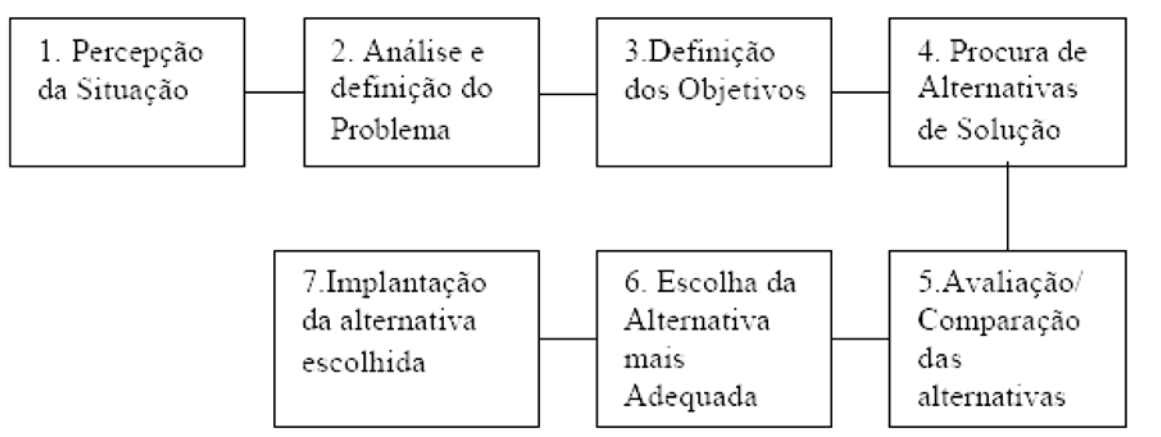 1. Percepção
da Situação
2. Análise e
definição do
Problema
3.Definição
dos Objetivos
4. Procura de
Alternativas
de Solução
5.Avaliação/
Comparação
das
alternativas
6. Escolha da
Alternativa
mais
Adequada
7.Implantação
da alternativa
escolhida